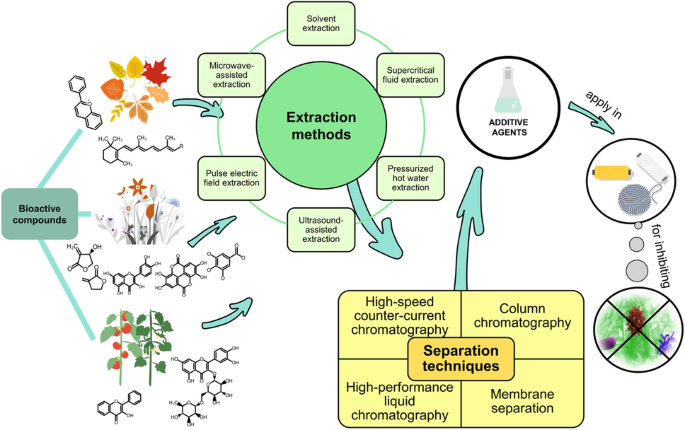 Bioactive
compounds
Solvent
extraction
Microwave-
assisted
extraction
Supercritical
fluid extraction
Extraction
methods
Pulse electric
field extraction
Pressurized
hot water
extraction
Ultrasound-
assisted
extraction
ADDITIVE
AGENTS
apply in
for inhibiting
High-speed
counter-current
chromatography
Column
chromatography
Separation
techniques
High-performance
liquid
chromatography
Membrane
separation